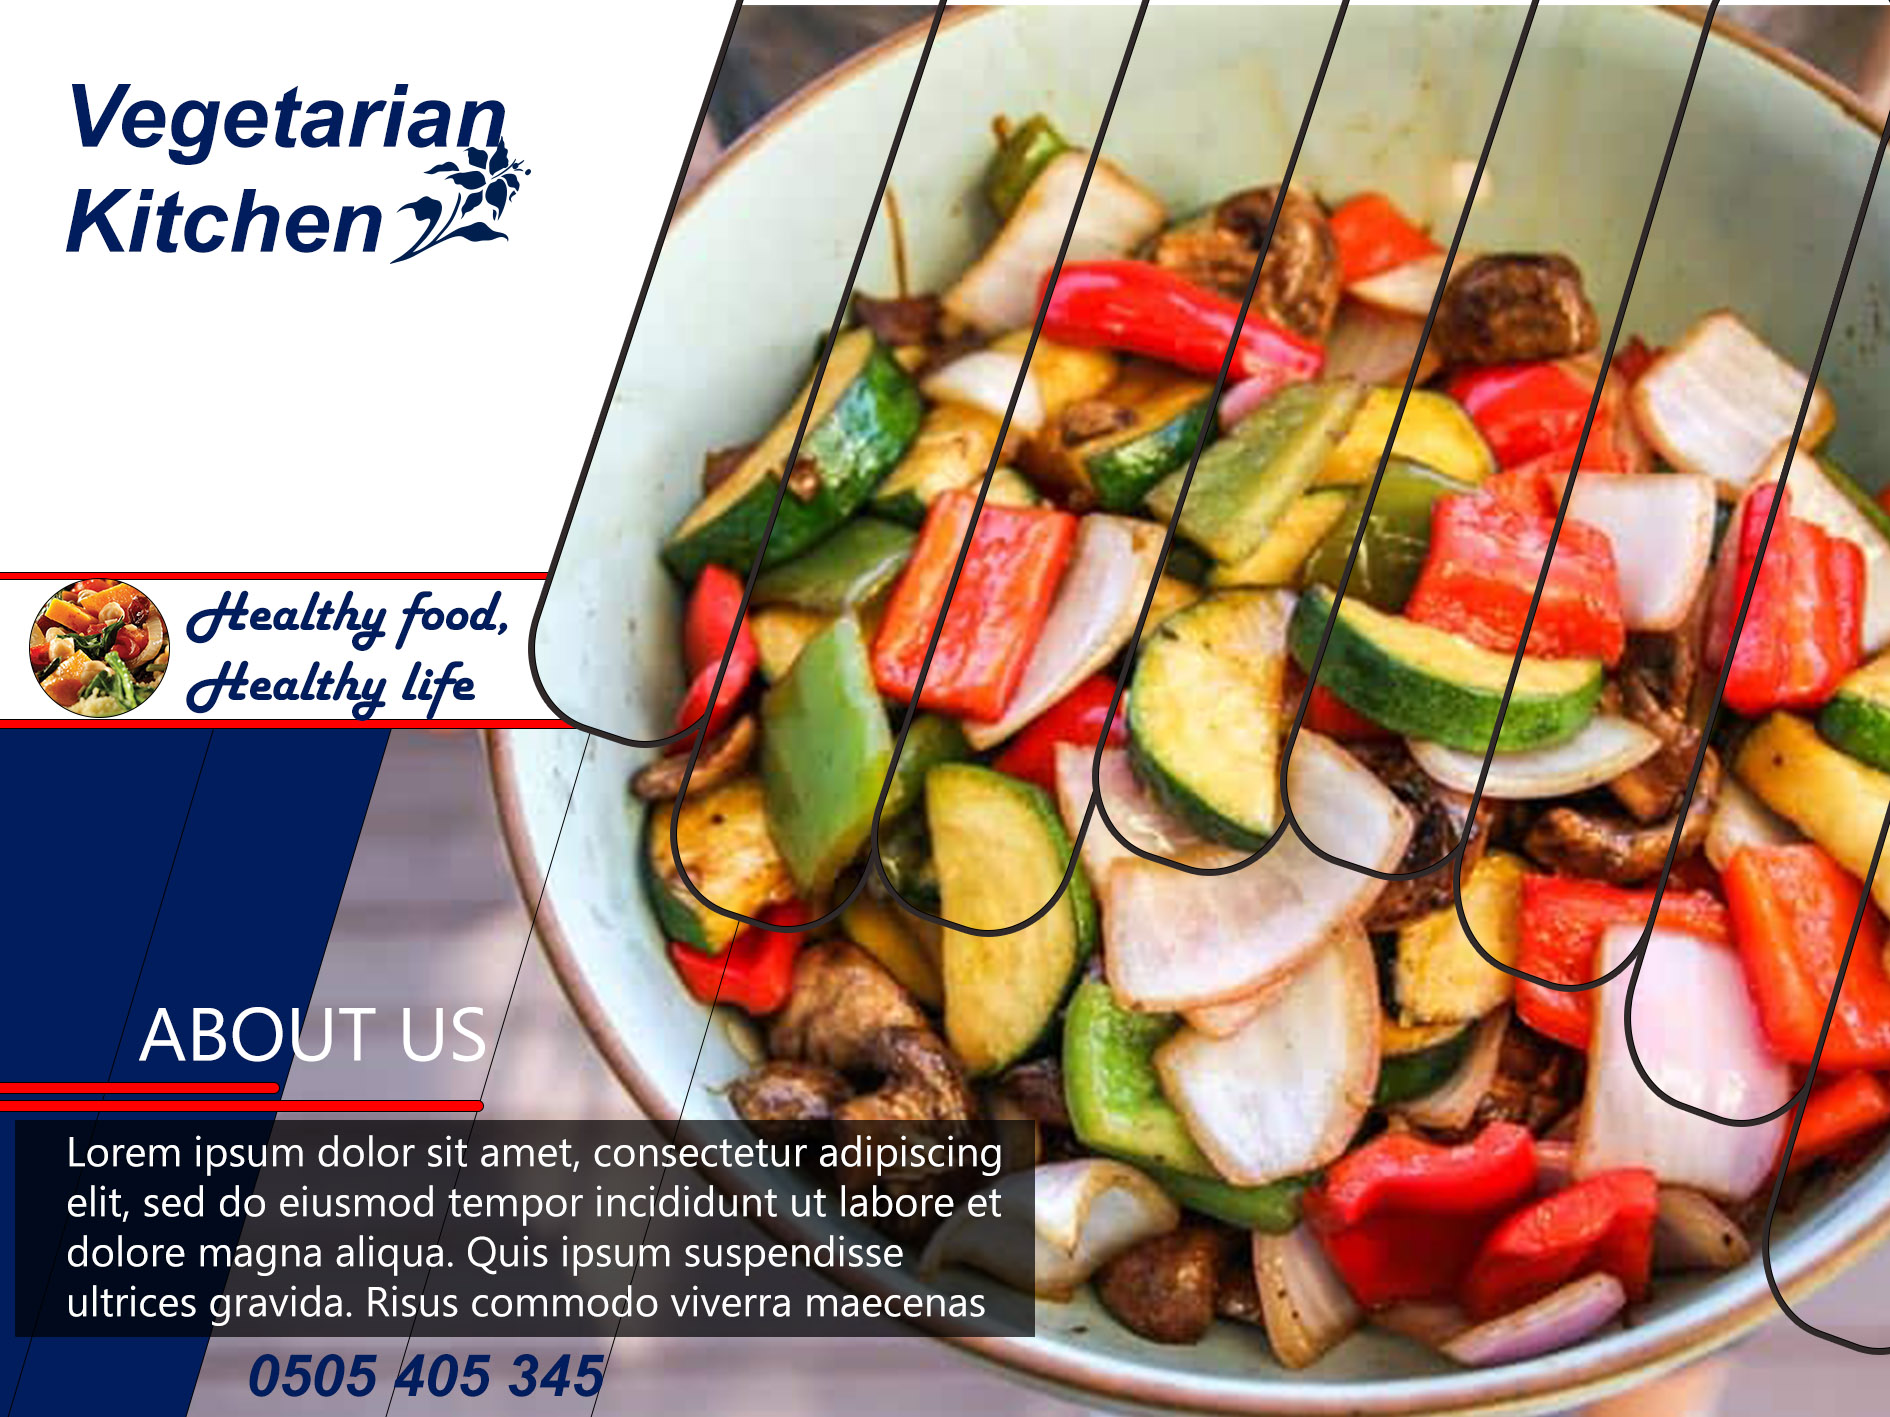 Vegetarian
Kitchen
Healthy food,
Healthy life
ABOUT US
Lorem ipsum dolor sit amet, consectetur adipiscing
elit, sed do eiusmod tempor incididunt ut labore et
dolore magna aliqua. Quis ipsum suspendisse
ultrices gravida. Risus commodo viverra maecenas
0505 405 345